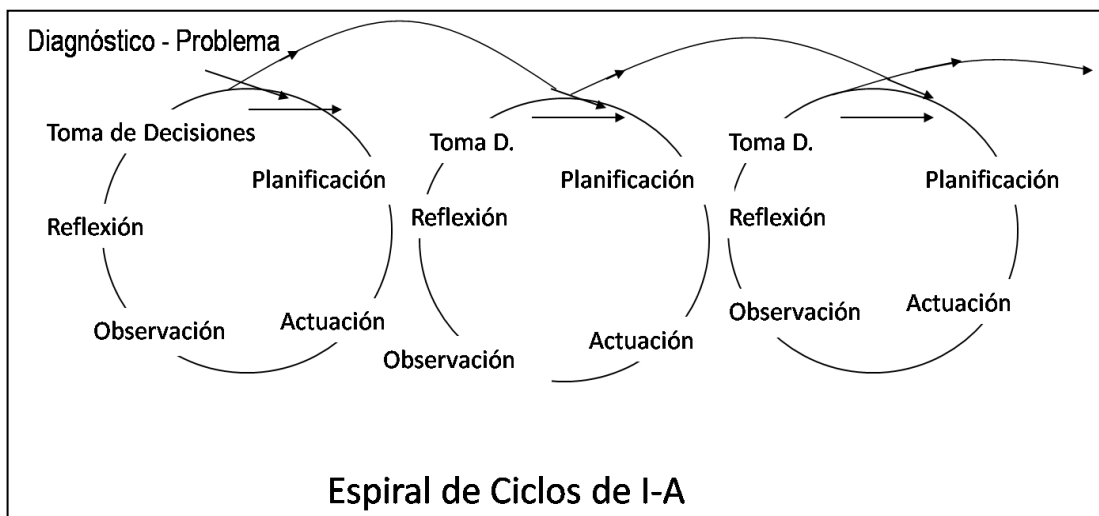 Diagnóstico - Problema
Toma de Decisiones
Planificación
Reflexión
Observación
Actuación
Toma D.
Planificación
Reflexión
Observación
Actuación
Toma D.
Planificación
Reflexión
Observación
Actuación
Espiral de Ciclos de I-A